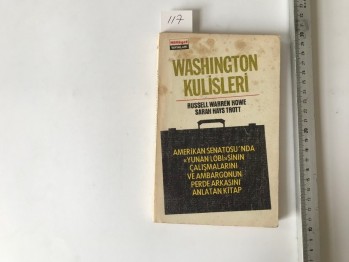 117
WASHINGTON
KULİSLERİ
RUSSELL WARREN HOWE
SARAH HAYS TROTT
AMERİKAN SENATOSU'NDA
«YUNAN LOBİ»SİNİN
ÇALIŞMALARINI
VE AMBARGONUN
PERDE ARKASINI
ANLATAN KİTAP